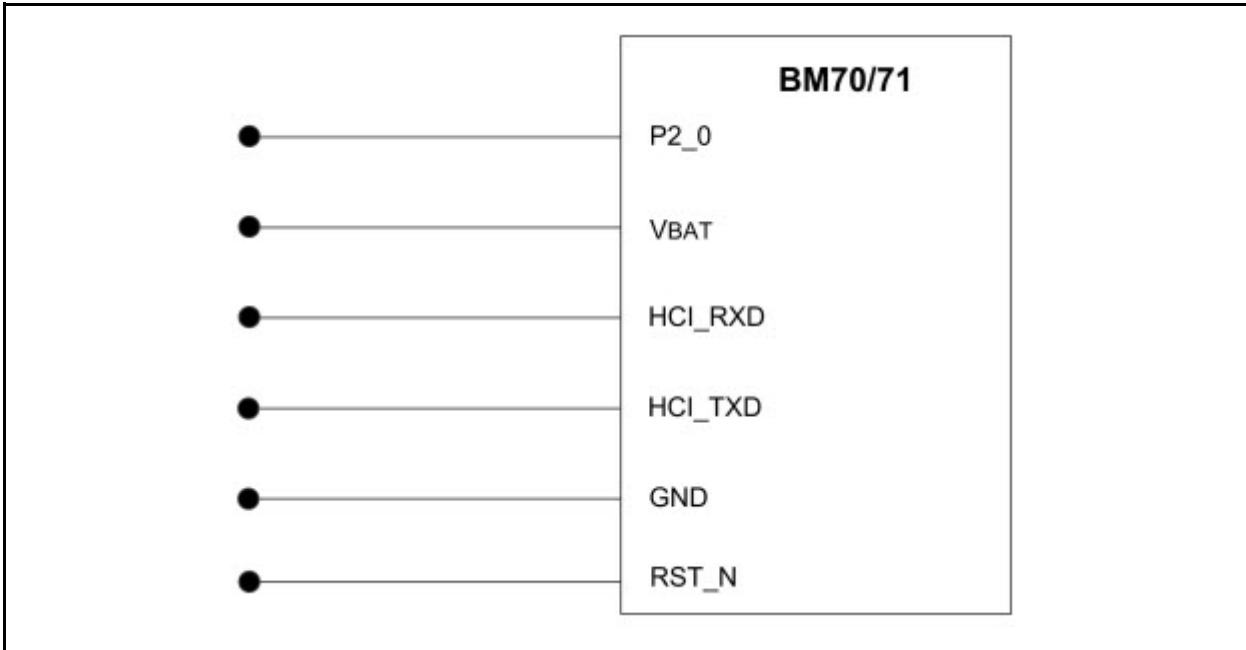 BM70/71
P2_0
VBAT
HCI_RXD
HCI_TXD
GND
RST_N